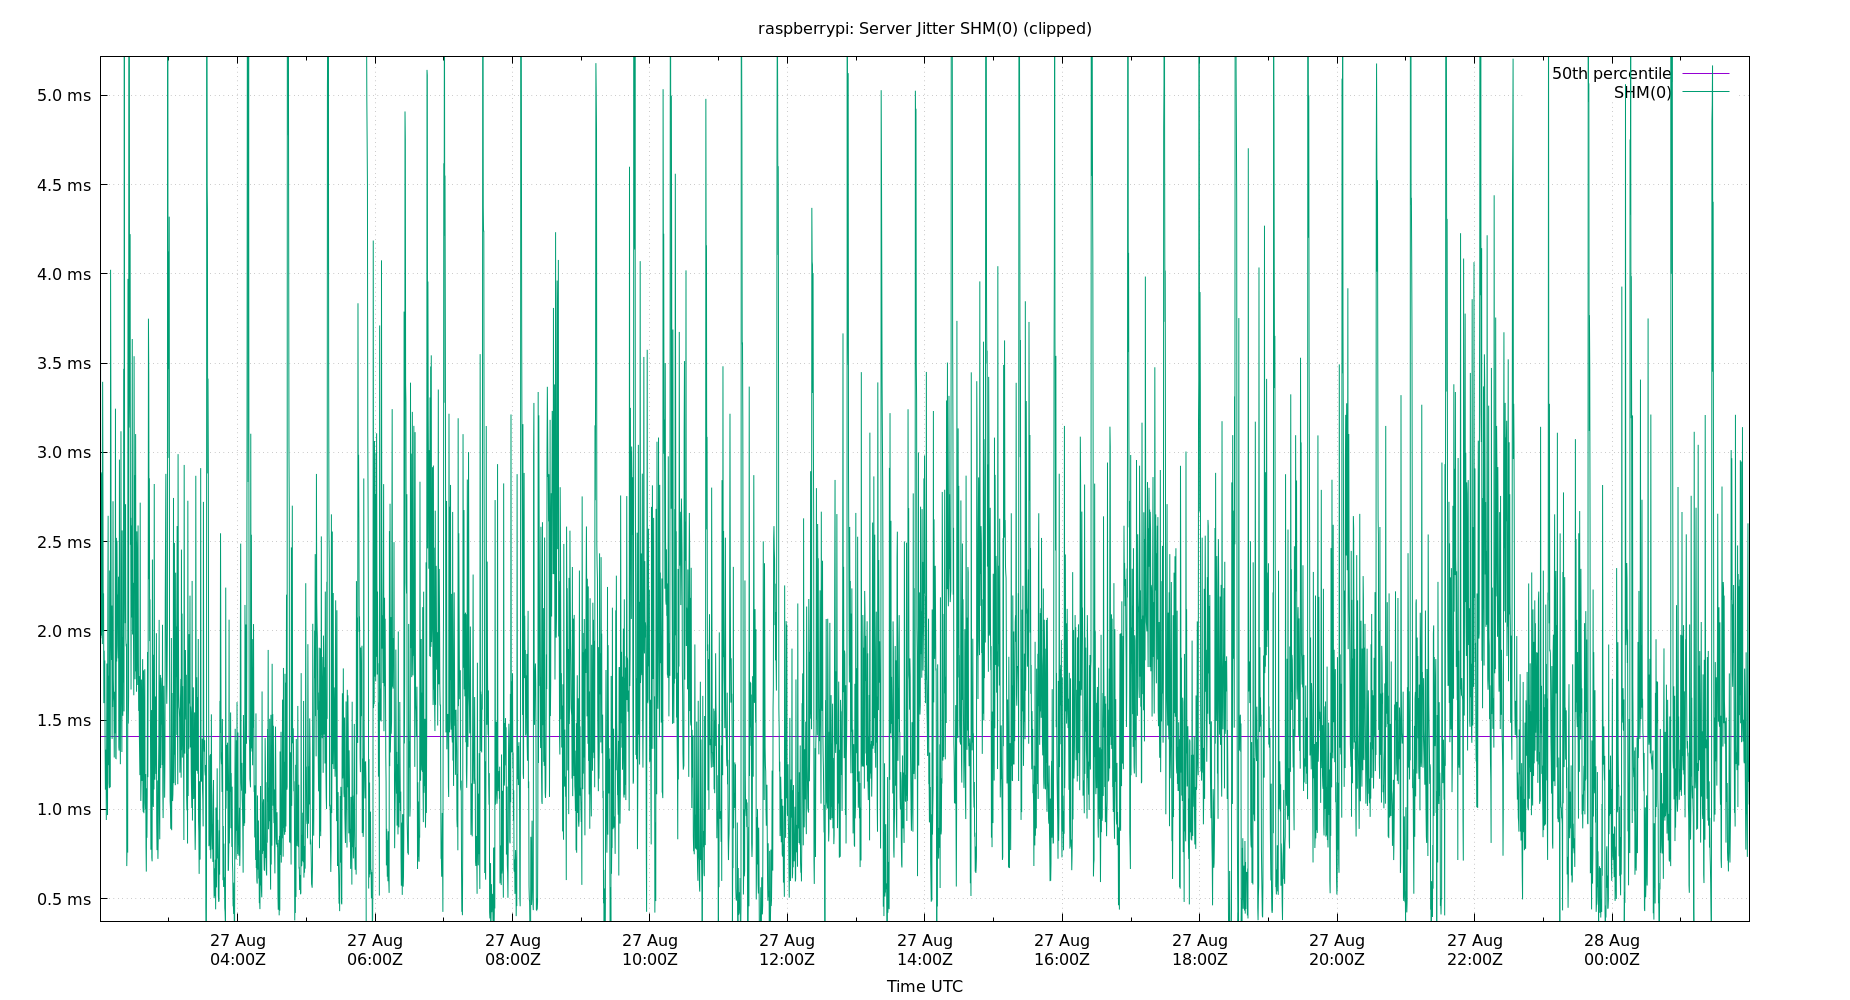 raspberrypi: Server Jitter SHM(0) (clipped)
50th percentile
SHM(0)
5.0 ms
4.5 ms
4.0 ms
3.5 ms
3.0 ms
2.5 ms
2.0 ms
1.5 ms
1.0 ms
0.5 ms
27 Aug 27 Aug 27 Aug 27 Aug 27 Aug 27 Aug 27 Aug 27 Aug 27 Aug 27 Aug 28 Aug
04:00Z 06:00Z 08:00Z 10:00Z 12:00Z 14:00Z 16:00Z 18:00Z 20:00Z 22:00Z 00:00Z
Time UTC